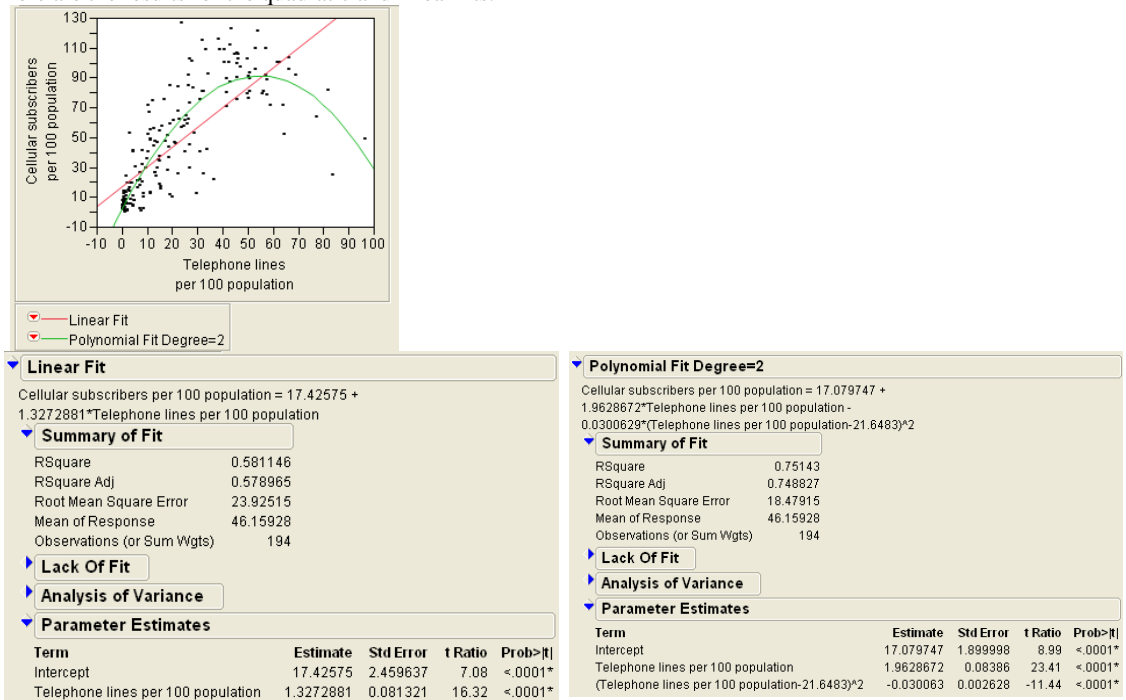 are the results for the quadratic and linear fits.
130
110
90
70
50
30
10
-10
Cellular subscribers
per 100 population
-10 0 10 20 30 40 50 60 70 80 90 100
Telephone lines
per 100 population
Linear Fit
Polynomial Fit Degree=2
Linear Fit
Cellular subscribers per 100 population = 17.42575 +
1.3272881*Telephone lines per 100 population
Summary of Fit
RSquare 0.581146
RSquare Adj 0.578965
Root Mean Square Error 23.92515
Mean of Response 46.15928
Observations (or Sum Wgts) 194
Lack Of Fit
Analysis of Variance
Parameter Estimates
Term Estimate Std Error t Ratio Prob>|t|
Intercept 17.42575 2.459637 7.08 <.0001*
Telephone lines per 100 population 1.3272881 0.081321 16.32 <.0001*
Polynomial Fit Degree=2
Cellular subscribers per 100 population = 17.079747 +
1.9628672*Telephone lines per 100 population -
0.0300629*(Telephone lines per 100 population-21.6483)^2
Summary of Fit
RSquare 0.75143
RSquare Adj 0.748827
Root Mean Square Error 18.47915
Mean of Response 46.15928
Observations (or Sum Wgts) 194
Lack Of Fit
Analysis of Variance
Parameter Estimates
Term Estimate Std Error t Ratio Prob>|t|
Intercept 17.079747 1.899998 8.99 <.0001*
Telephone lines per 100 population 1.9628672 0.08386 23.41 <.0001*
(Telephone lines per 100 population-21.6483)^2 -0.030063 0.002628 -11.44 <.0001*